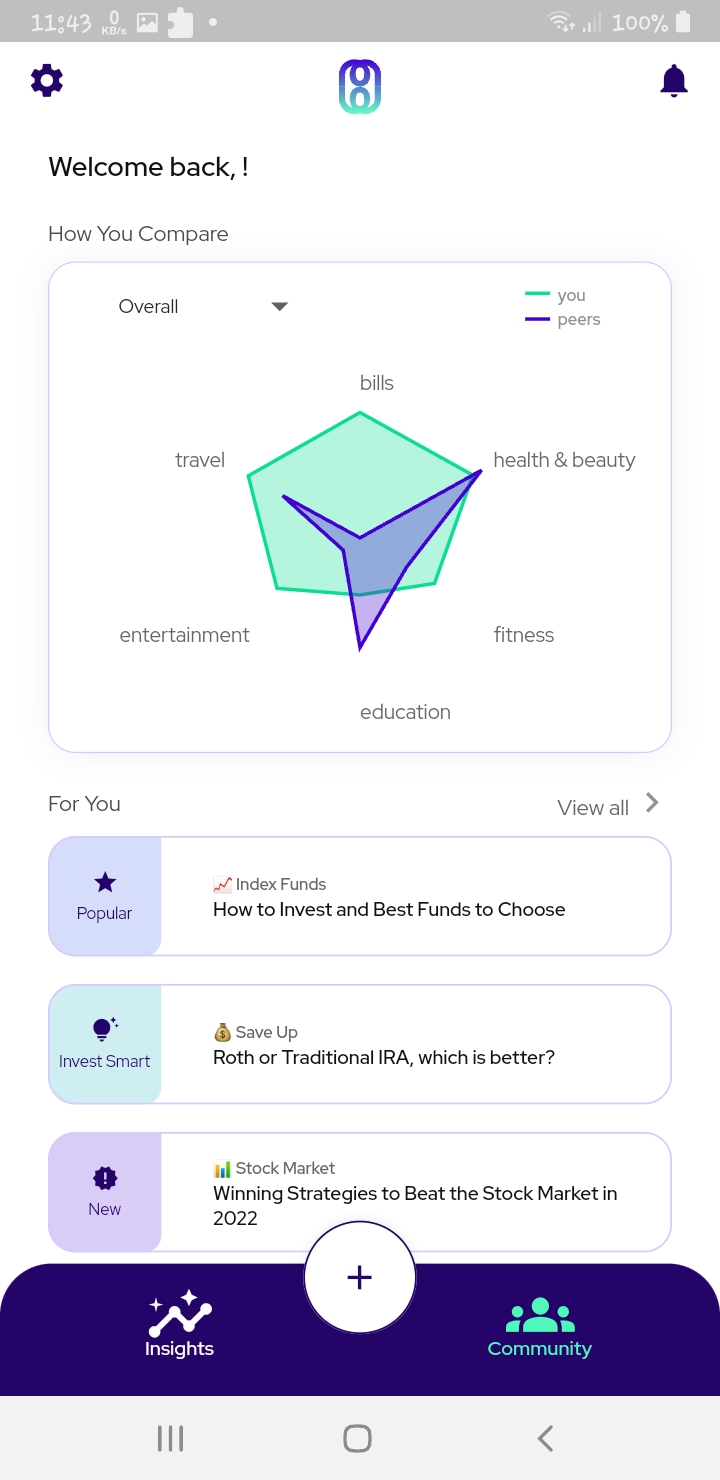 11:43 0 KB/s 100%
Welcome back, !
How You Compare
Overall
you
peers
bills
travel
health & beauty
entertainment
fitness
education
For You
View all
Popular
📈 Index Funds
How to Invest and Best Funds to Choose
Invest Smart
💰 Save Up
Roth or Traditional IRA, which is better?
New
📊 Stock Market
Winning Strategies to Beat the Stock Market in
2022
+
Insights
Community